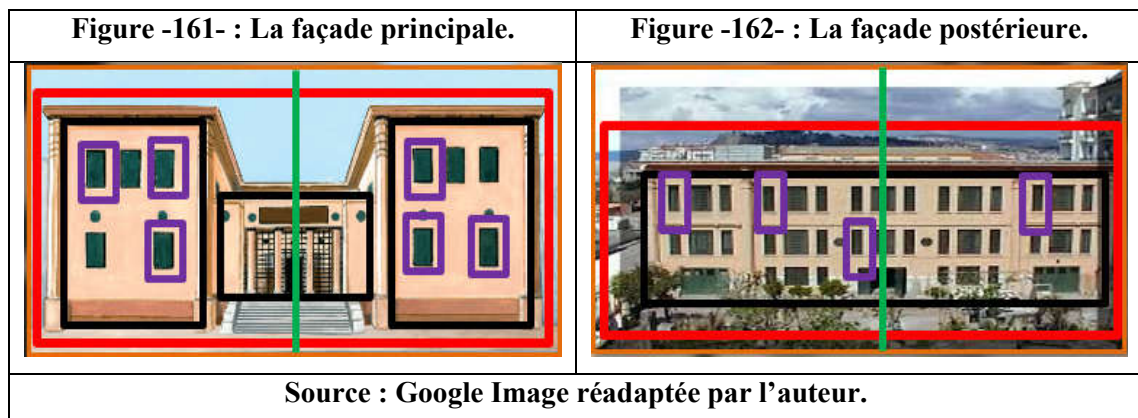 Figure -161- : La façade principale.
Figure -162- : La façade postérieure.
Source : Google Image réadaptée par l’auteur.